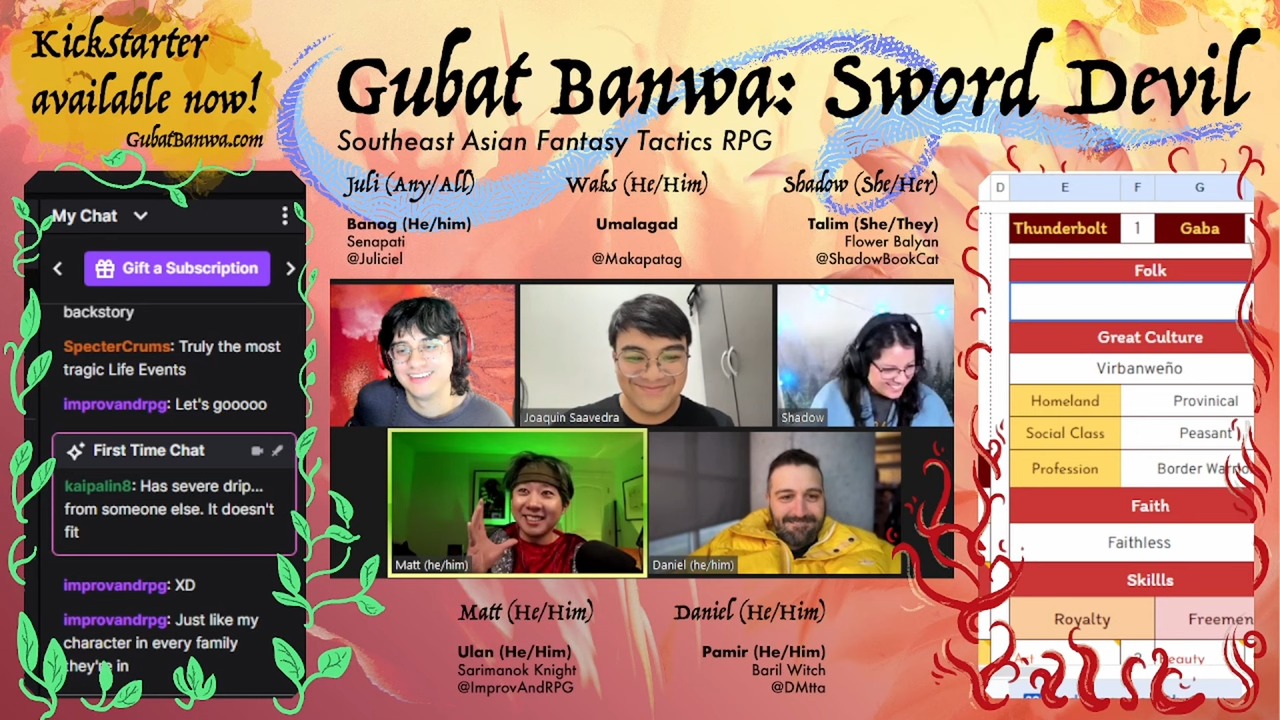 Kickstarter
available now!
GubatBanwa.com
Gubat Banwa: Sword Devil
Southeast Asian Fantasy Tactics RPG
Juli (Any/All)
Banog (He/him)
Senapati
@Juliciel
Waks (He/Him)
Umalagad
@Makapatag
Shadow (She/Her)
Talim (She/They)
Flower Balyan
@ShadowBookCat
My Chat
Gift a Subscription
backstory
SpecterCrums: Truly the most
tragic Life Events
improvandrpg: Let's gooooo
First Time Chat
kaipalin8: Has severe drip...
from someone else. It doesn't
fit
improvandrpg: XD
improvandrpg: Just like my
character in every family
they're in
Joaquin Saavedra
Shadow
Matt (he/him)
Daniel (he/him)
Matt (He/Him)
Ulan (He/Him)
Sarimanok Knight
@ImprovAndRPG
Daniel (He/Him)
Pamir (He/Him)
Baril Witch
@DMtta
D E F G
Thunderbolt 1 Gaba
Folk
Great Culture
Virbanweño
Homeland Provinical
Social Class Peasant
Profession Border
Faith
Faithless
Skillls
Royalty Freemen